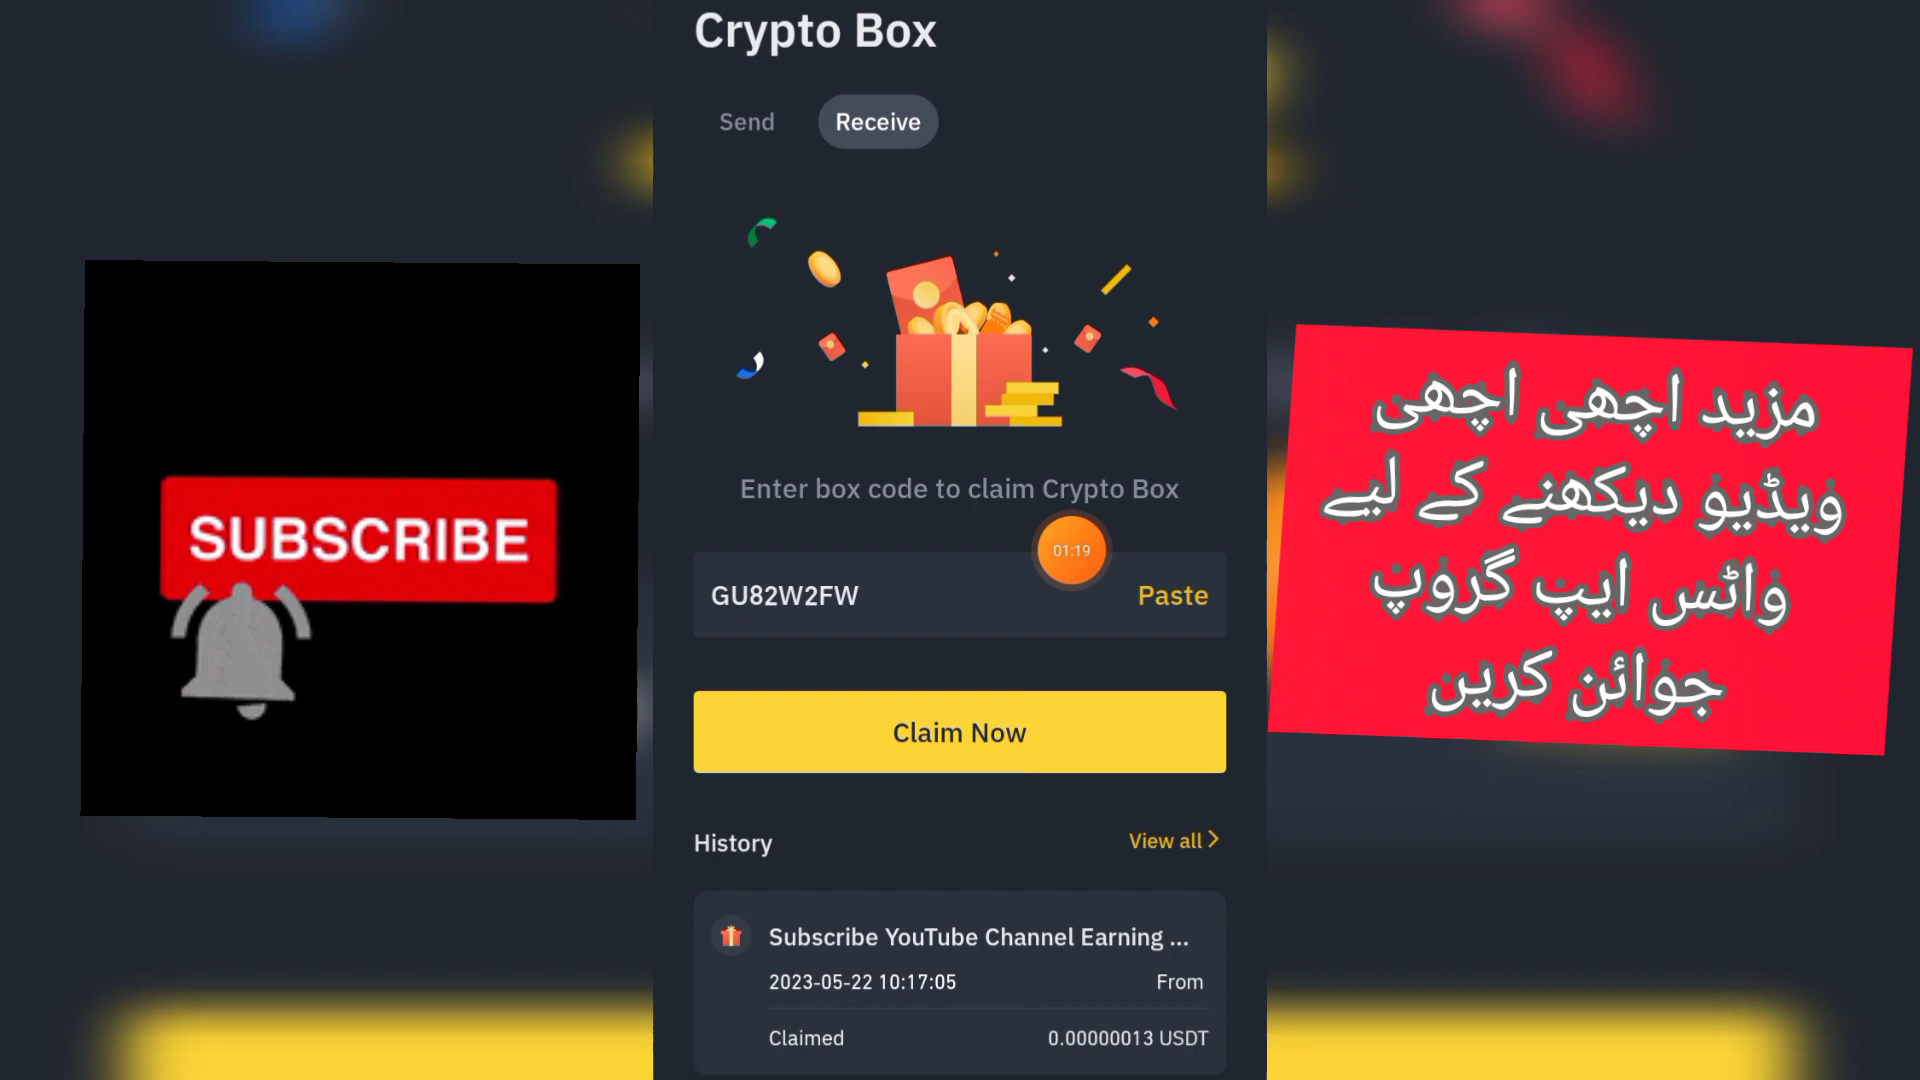 Crypto Box
Send
Receive
Enter box code to claim Crypto Box
01:19
GU82W2FW
Paste
Claim Now
History
View all
Subscribe YouTube Channel Earning ...
2023-05-22 10:17:05
From
Claimed
0.00000013 USDT
SUBSCRIBE
مزید اچھی اچھی
ویڈیو دیکھنے کے لیے
واٹس ایپ گروپ
جوائن کریں